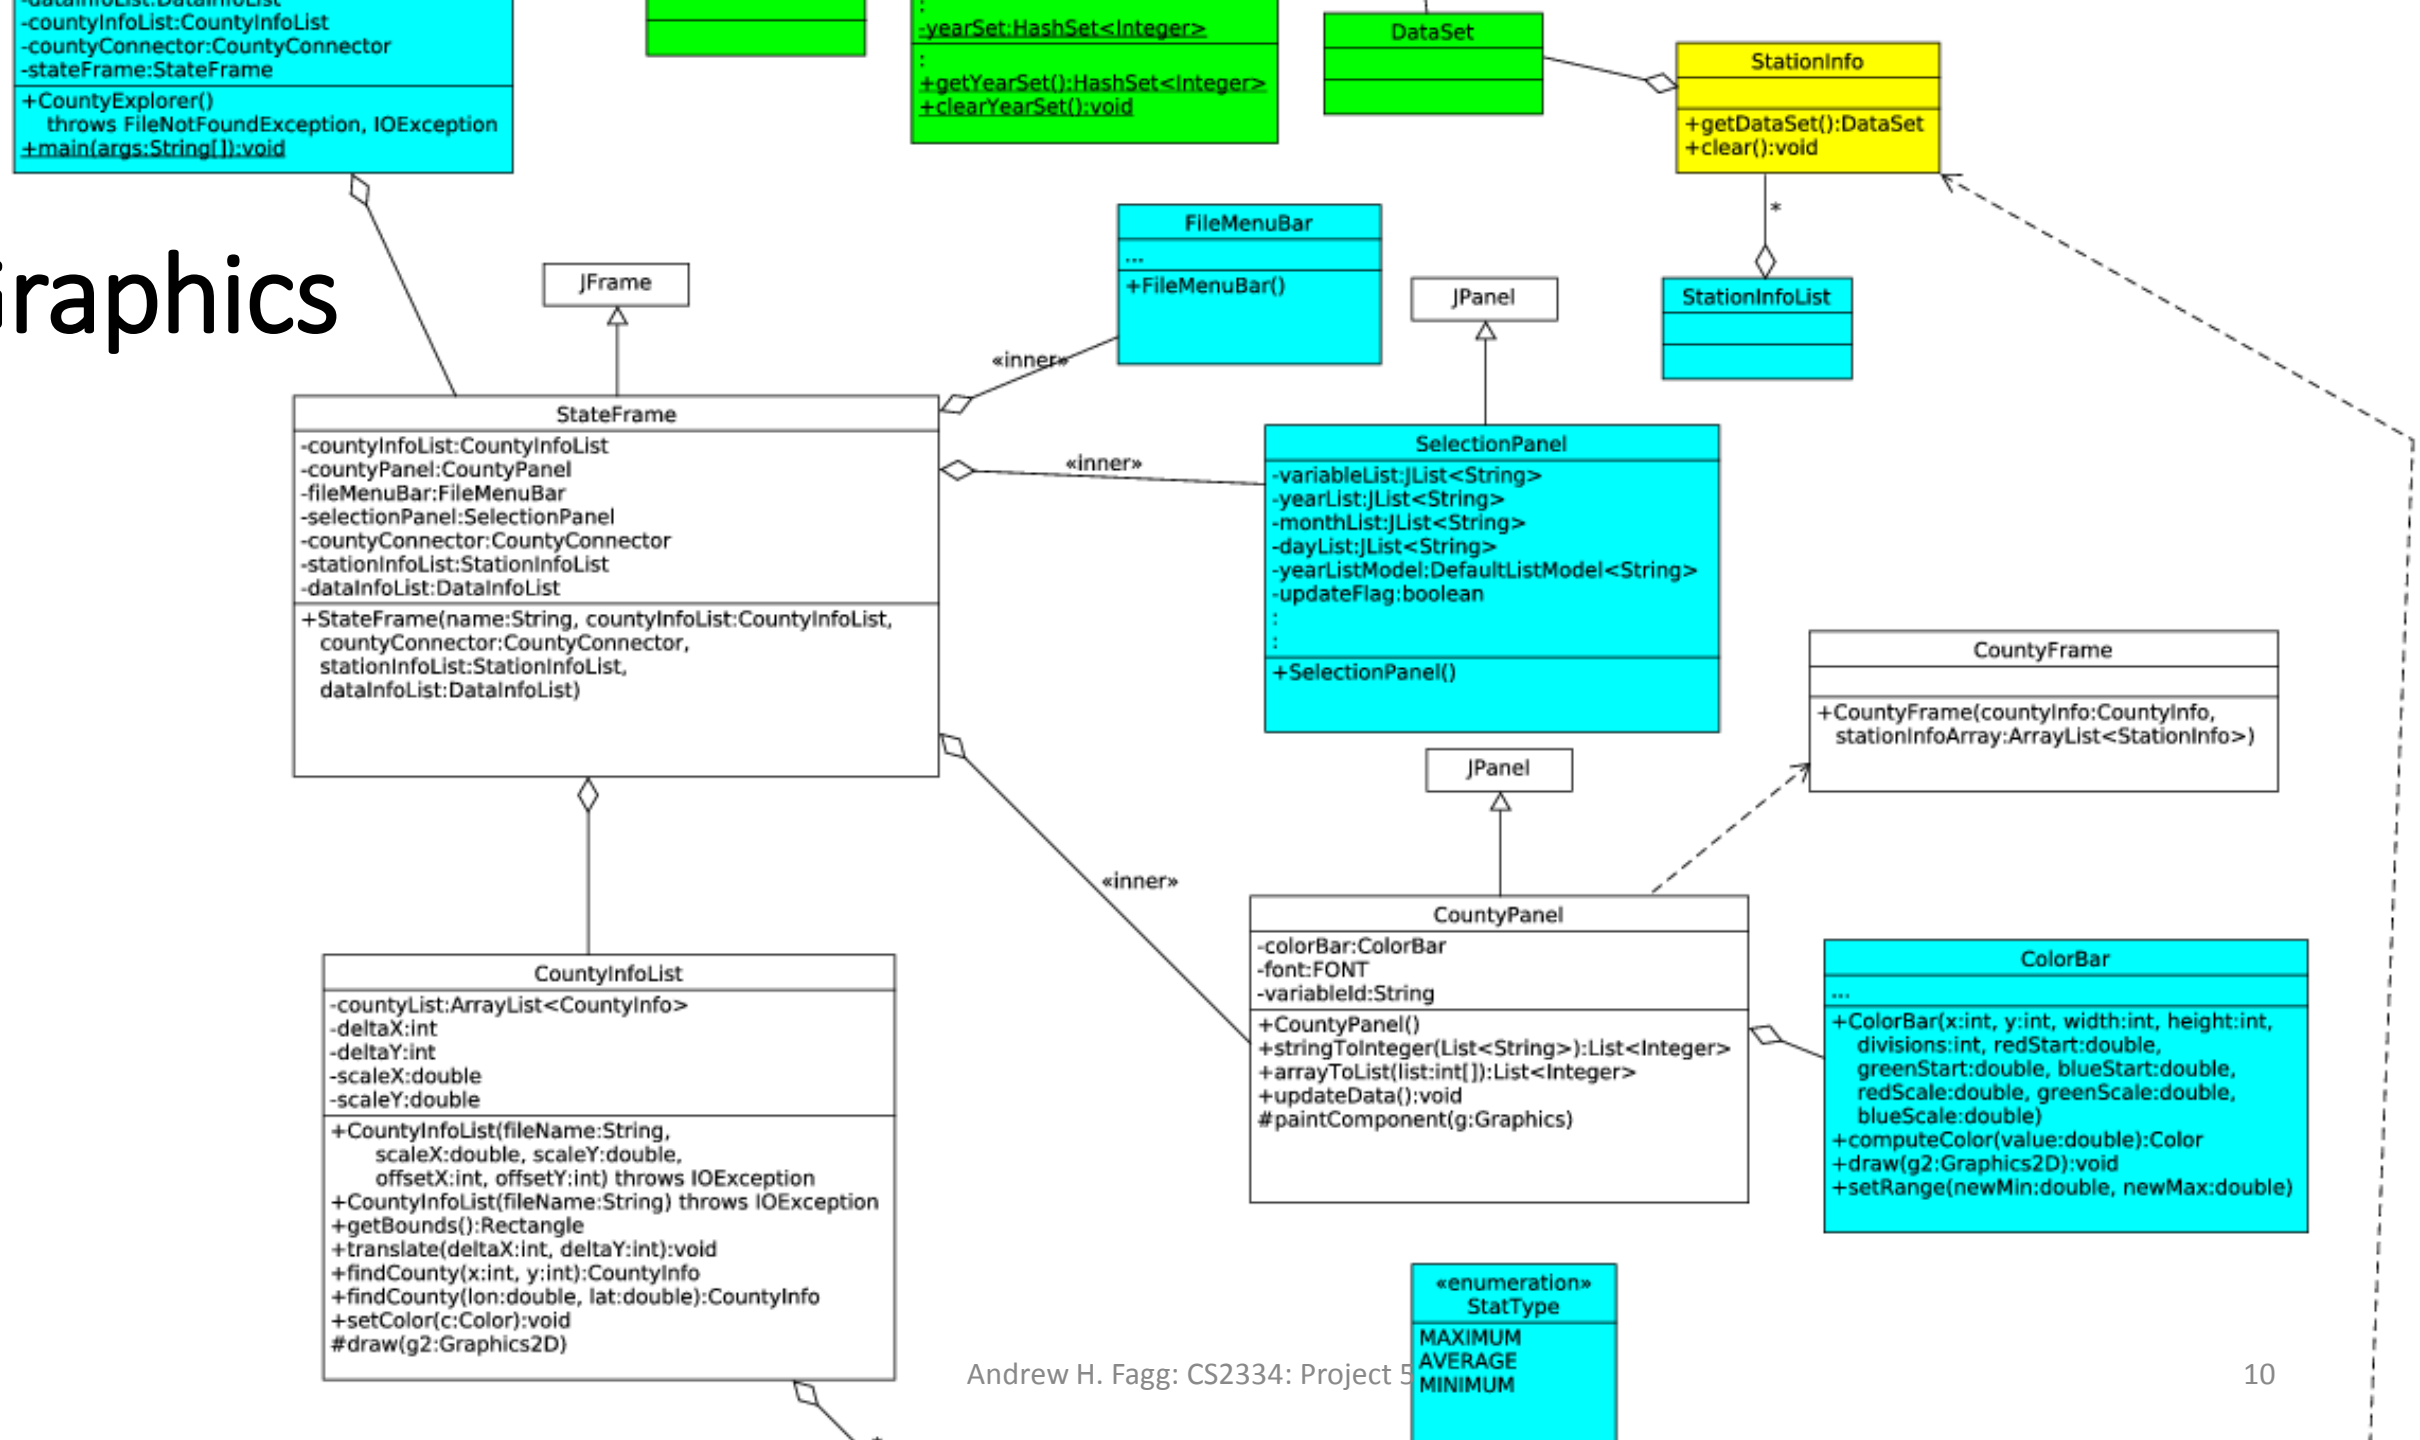 -dataInfoList:DataInfoList
-countyInfoList:CountyInfoList
-countyConnector:CountyConnector
-stateFrame:StateFrame
+CountyExplorer()
throws FileNotFoundException, IOException
+main(args:String[]):void
:
-yearSet:HashSet<Integer>
:
+getYearSet():HashSet<Integer>
+clearYearSet():void
DataSet
StationInfo
+getDataSet():DataSet
+clear():void
*
FileMenuBar
...
+FileMenuBar()
StationInfoList
raphics
JFrame
JPanel
«inner»
StateFrame
-countyInfoList:CountyInfoList
-countyPanel:CountyPanel
-fileMenuBar:FileMenuBar
-selectionPanel:SelectionPanel
-countyConnector:CountyConnector
-stationInfoList:StationInfoList
-dataInfoList:DataInfoList
+StateFrame(name:String, countyInfoList:CountyInfoList,
countyConnector:CountyConnector,
stationInfoList:StationInfoList,
dataInfoList:DataInfoList)
«inner»
SelectionPanel
-variableList:JList<String>
-yearList:JList<String>
-monthList:JList<String>
-dayList:JList<String>
-yearListModel:DefaultListModel<String>
-updateFlag:boolean
:
:
+SelectionPanel()
CountyFrame
+CountyFrame(countyInfo:CountyInfo,
stationInfoArray:ArrayList<StationInfo>)
JPanel
«inner»
CountyPanel
-colorBar:ColorBar
-font:FONT
-variableId:String
+CountyPanel()
+stringToInteger(List<String>):List<Integer>
+arrayToList(list:int[]):List<Integer>
+updateData():void
#paintComponent(g:Graphics)
ColorBar
...
+ColorBar(x:int, y:int, width:int, height:int,
divisions:int, redStart:double,
greenStart:double, blueStart:double,
redScale:double, greenScale:double,
blueScale:double)
+computeColor(value:double):Color
+draw(g2:Graphics2D):void
+setRange(newMin:double, newMax:double)
CountyInfoList
-countyList:ArrayList<CountyInfo>
-deltaX:int
-deltaY:int
-scaleX:double
-scaleY:double
+CountyInfoList(fileName:String,
scaleX:double, scaleY:double,
offsetX:int, offsetY:int) throws IOException
+CountyInfoList(fileName:String) throws IOException
+getBounds():Rectangle
+translate(deltaX:int, deltaY:int):void
+findCounty(x:int, y:int):CountyInfo
+findCounty(lon:double, lat:double):CountyInfo
+setColor(c:Color):void
#draw(g2:Graphics2D)
«enumeration»
StatType
MAXIMUM
AVERAGE
MINIMUM
Andrew H. Fagg: CS2334: Project 5
10